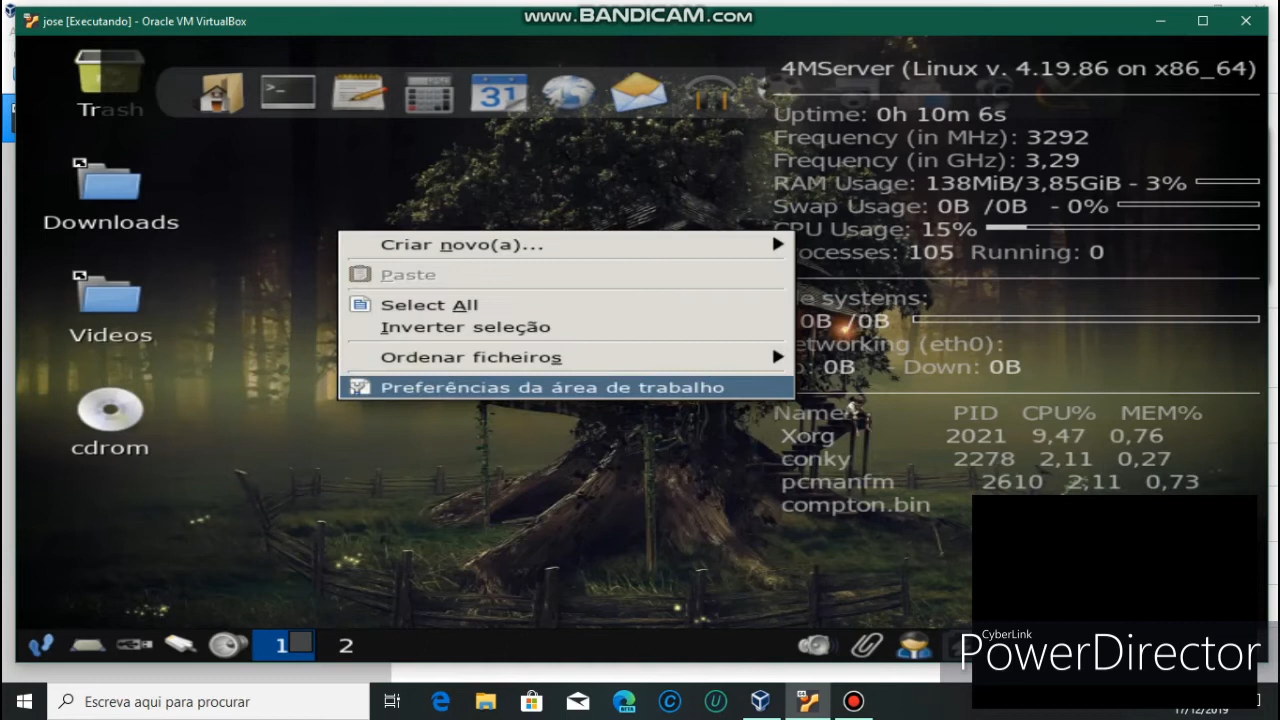 www.BANDICAM.com
jose [Executando] - Oracle VM VirtualBox
Trash
Downloads
Videos
cdrom
31
4MServer (Linux v. 4.19.86 on x86_64)
Uptime: 0h 10m 6s
Frequency (in MHz): 3292
Frequency (in GHz): 3,29
RAM Usage: 138MiB/3,85GiB - 3%
Swap Usage: 0B /0B - 0%
CPU Usage: 15%
ocesses: 105 Running: 0
e systems:
0B /0B
etworking (eth0):
: 0B - Down: 0B
Name PID CPU% MEM%
Xorg 2021 9,47 0,76
conky 2278 2,11 0,27
pcmanfm 2610 2,11 0,73
compton.bin
Criar novo(a)...
Paste
Select All
Inverter seleção
Ordenar ficheiros
Preferências da área de trabalho
1 2
CyberLink
PowerDirector
Escreva aqui para procurar
BETA
17/12/2019